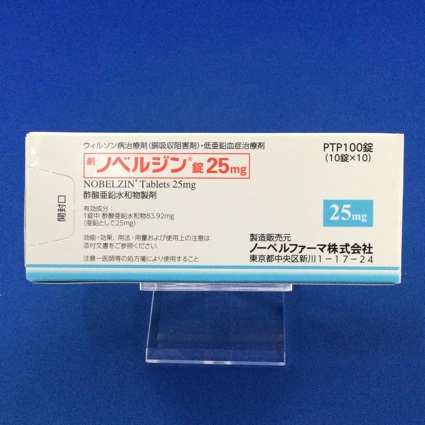 ウィルソン病治療剤(銅吸収阻害剤)・低亜鉛血症治療剤
劇 ノベルジン®錠25mg
NOBELZIN® Tablets 25mg
酢酸亜鉛水和物製剤
有効成分:
1錠中 酢酸亜鉛水和物83.92mg
(亜鉛として25mg)
効能・効果、用法・用量および使用上の注意は
添付文書をご参照ください
注意-医師等の処方箋により使用すること
開封口
PTP100錠
(10錠×10)
25mg
製造販売元
ノーベルファーマ株式会社
東京都中央区新川1-17-24